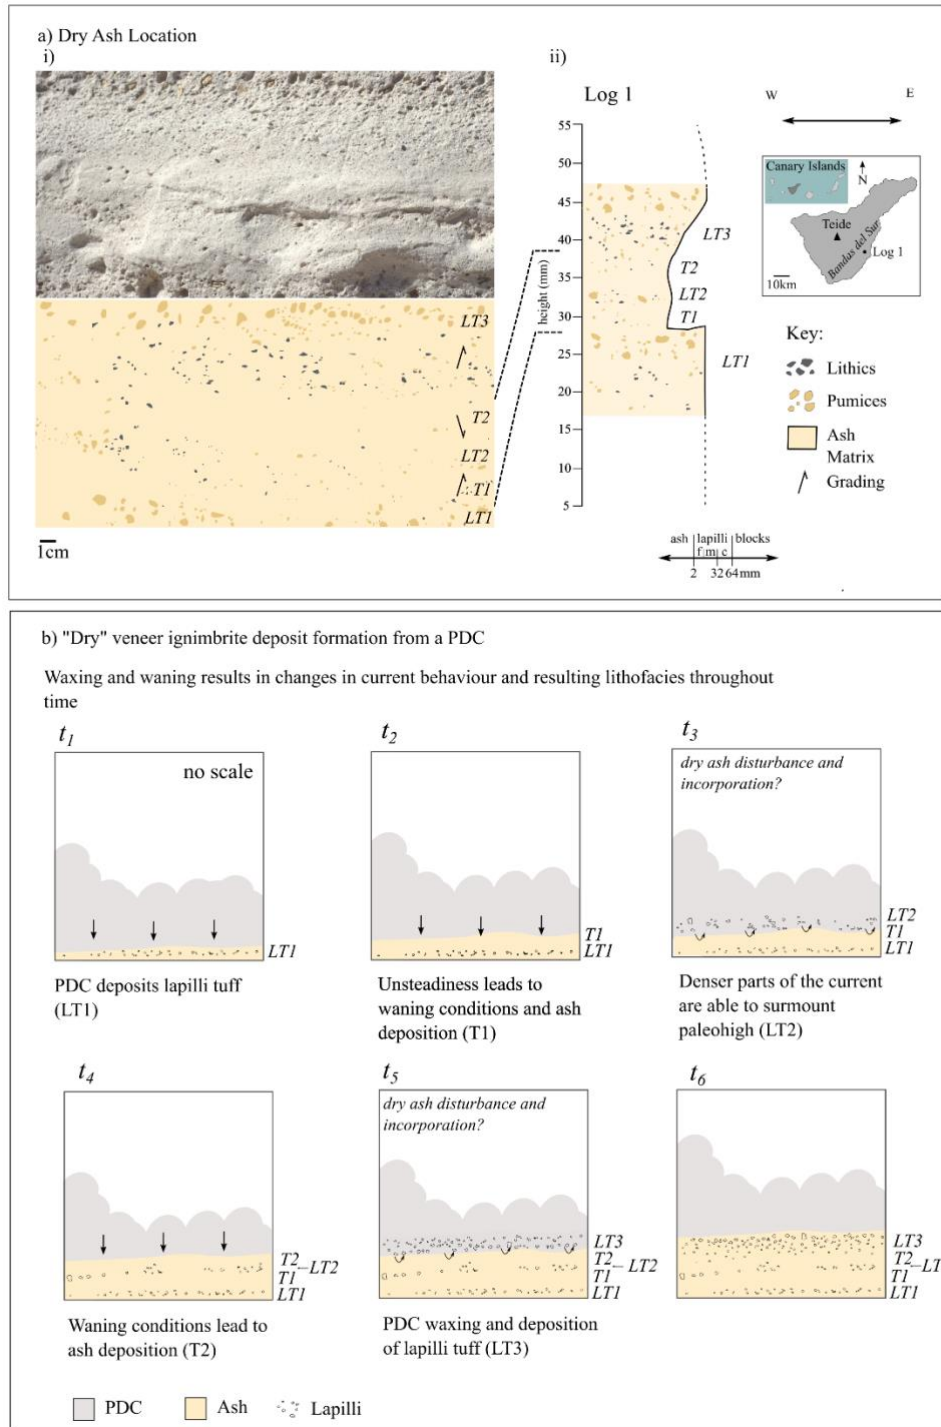 a) Dry Ash Location
i)
ii)
Log 1
W
E
55
50
45
40
35
30
25
20
15
10
5
height (mm)
LT3
T2
LT2
T1
LT1
LT3
T2
LT2
T1
LT1
1cm
Canary Islands
N
Teide
Bandas del Sur
Log 1
10km
Key:
Lithics
Pumices
Ash
Matrix
Grading
ash lapilli blocks
f m c
2 32 64mm
b) "Dry" veneer ignimbrite deposit formation from a PDC
Waxing and waning results in changes in current behaviour and resulting lithofacies throughout
time
t1
no scale
LT1
PDC deposits lapilli tuff
(LT1)
t2
T1
LT1
Unsteadiness leads to
waning conditions and ash
deposition (T1)
t3
dry ash disturbance and
incorporation?
LT2
T1
LT1
Denser parts of the current
are able to surmount
paleohigh (LT2)
t4
T2
LT2
T1
LT1
Waning conditions lead to
ash deposition (T2)
t5
dry ash disturbance and
incorporation?
LT3
T2
LT2
T1
LT1
PDC waxing and deposition
of lapilli tuff (LT3)
t6
LT3
T2
LT
T1
LT1
PDC
Ash
Lapilli